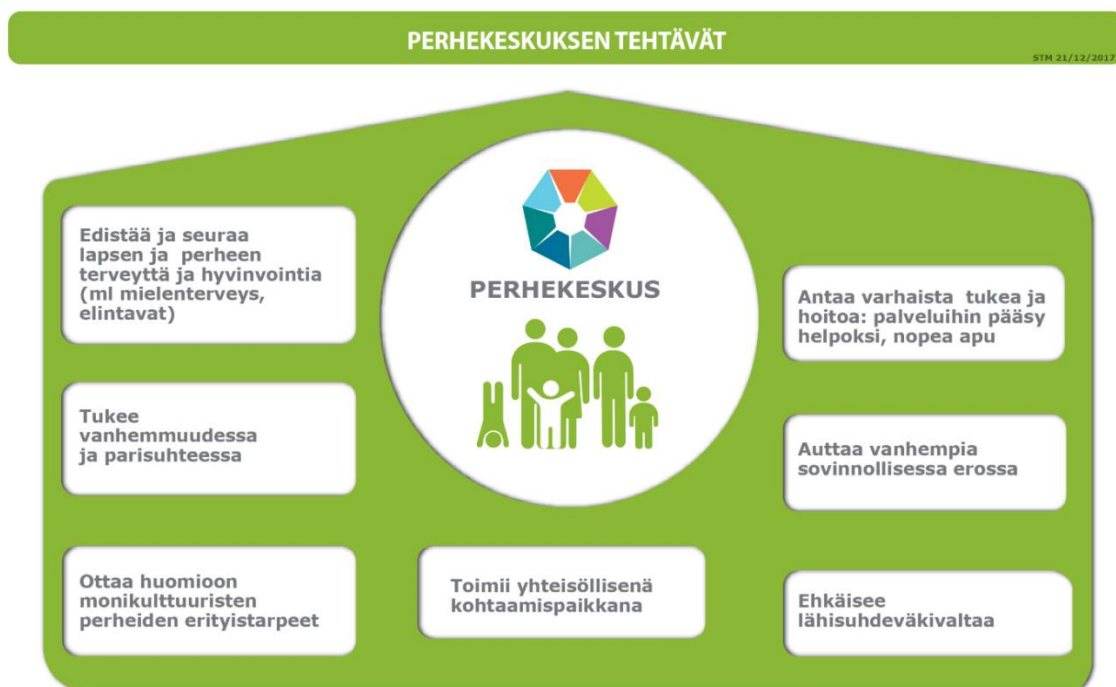 PERHEKESKUKSEN TEHTÄVÄT
STM 21/12/2017
PERHEKESKUS
Edistää ja seuraa
lapsen ja perheen
terveyttä ja hyvinvointia
(ml mielenterveys,
elintavat)
Tukee
vanhemmuudessa
ja parisuhteessa
Ottaa huomioon
monikulttuuristen
perheiden erityistarpeet
Toimii yhteisöllisenä
kohtaamispaikkana
Antaa varhaista tukea ja
hoitoa: palveluihin pääsy
helpoksi, nopea apu
Auttaa vanhempia
sovinnollisessa erossa
Ehkäisee
lähisuhdeväkivaltaa